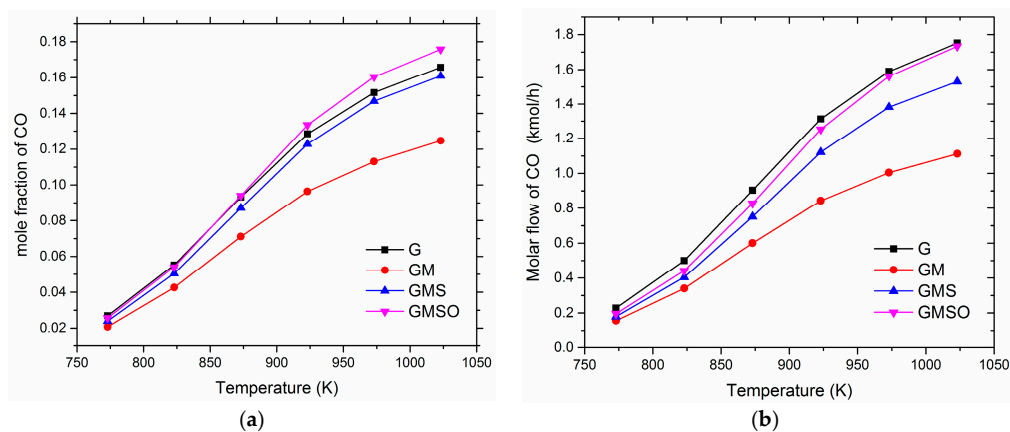 mole fraction of CO
0.18
0.16
0.14
0.12
0.10
0.08
0.06
0.04
0.02
G
GM
GMS
GMSO
750 800 850 900 950 1000 1050
Temperature (K)
(a)
Molar flow of CO (kmol/h)
1.8
1.6
1.4
1.2
1.0
0.8
0.6
0.4
0.2
0.0
G
GM
GMS
GMSO
750 800 850 900 950 1000 1050
Temperature (K)
(b)